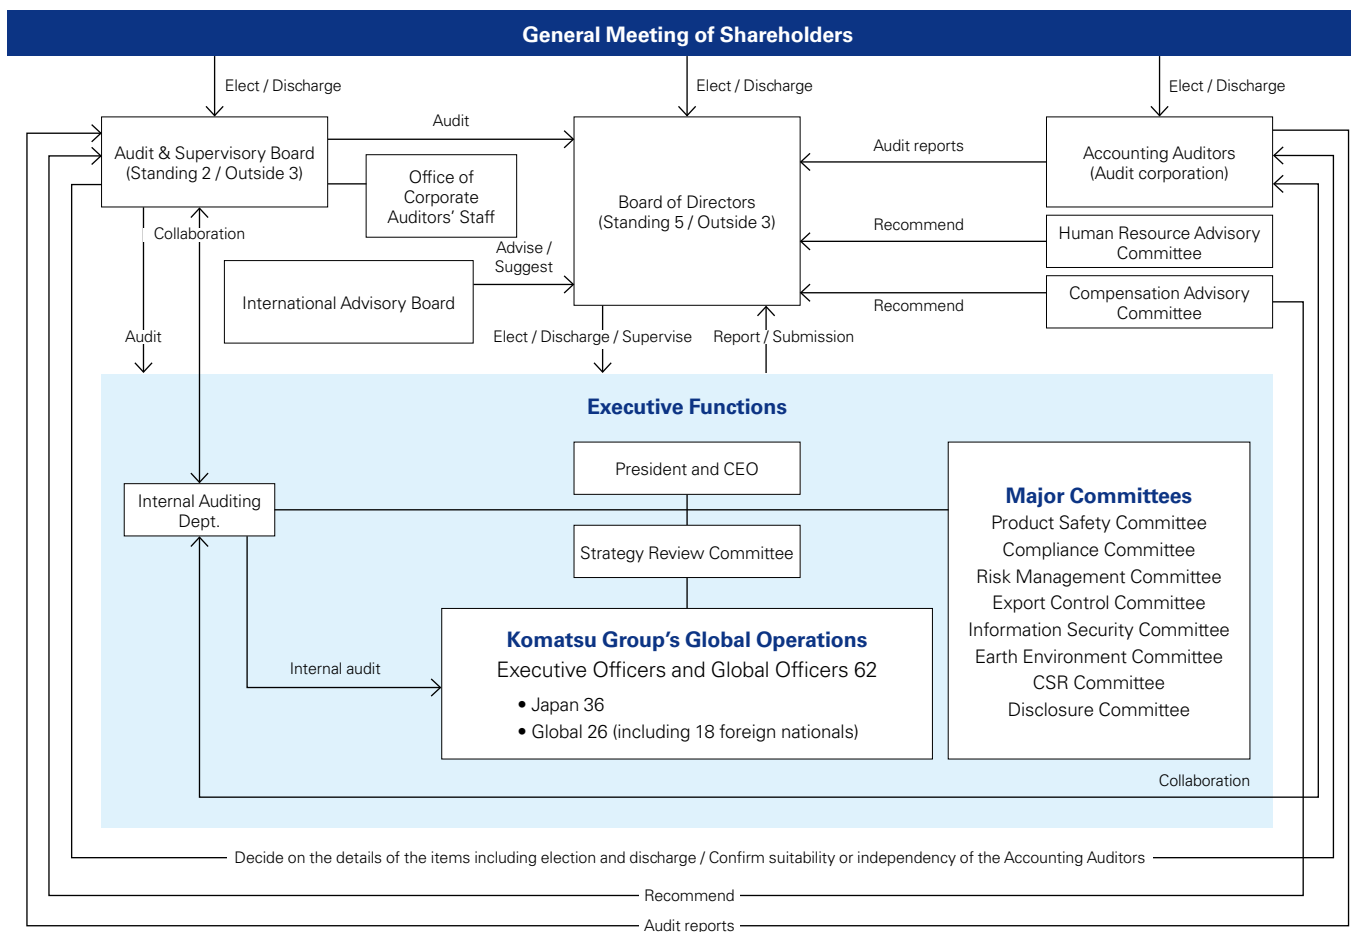 General Meeting of Shareholders
Elect / Discharge
Elect / Discharge
Elect / Discharge
Audit & Supervisory Board
(Standing 2 / Outside 3)
Audit
Office of
Corporate
Auditors' Staff
Board of Directors
(Standing 5 / Outside 3)
Audit reports
Accounting Auditors
(Audit corporation)
Collaboration
Recommend
Human Resource Advisory
Committee
Advise /
Suggest
International Advisory Board
Recommend
Compensation Advisory
Committee
Audit
Elect / Discharge / Supervise
Report / Submission
Executive Functions
President and CEO
Internal Auditing
Dept.
Strategy Review Committee
Major Committees
Product Safety Committee
Compliance Committee
Risk Management Committee
Export Control Committee
Information Security Committee
Earth Environment Committee
CSR Committee
Disclosure Committee
Internal audit
Komatsu Group's Global Operations
Executive Officers and Global Officers 62
• Japan 36
• Global 26 (including 18 foreign nationals)
Collaboration
Decide on the details of the items including election and discharge / Confirm suitability or independency of the Accounting Auditors
Recommend
Audit reports